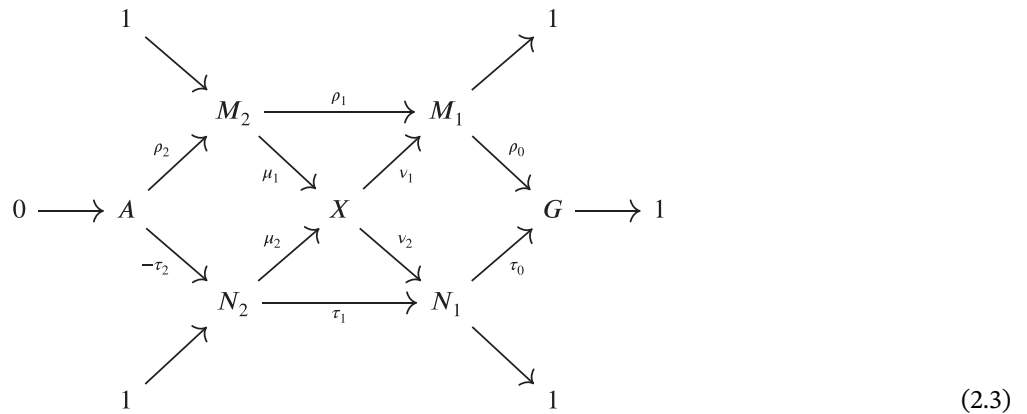 1 1
M₂ ρ₁ M₁
ρ₂ μ₁ ν₁ ρ₀
0 A X G 1
−τ₂ μ₂ ν₂ τ₀
N₂ τ₁ N₁
1 1 (2.3)